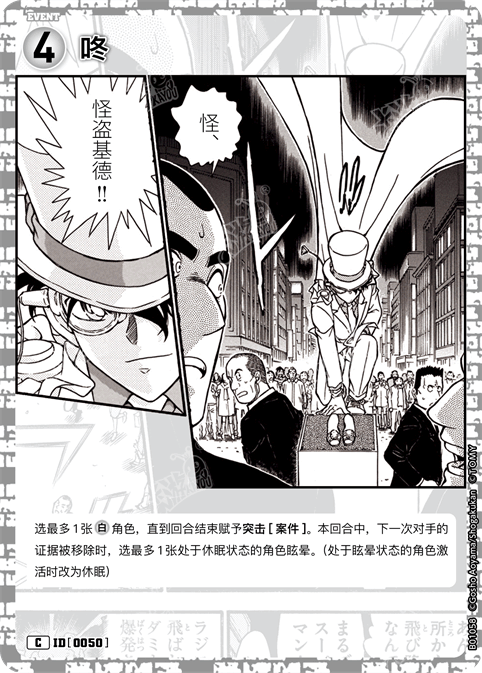 EVENT
4 咚
怪盗基德!!
怪、
选最多1张 白 角色，直到回合结束赋予突击[案件]。本回合中，下一次对手的
证据被移除时，选最多1张处于休眠状态的角色眩晕。（处于眩晕状态的角色激
活时改为休眠）
C ID[0050]
B01058 ©Gosho Aoyama/Shogakukan ©TOMY